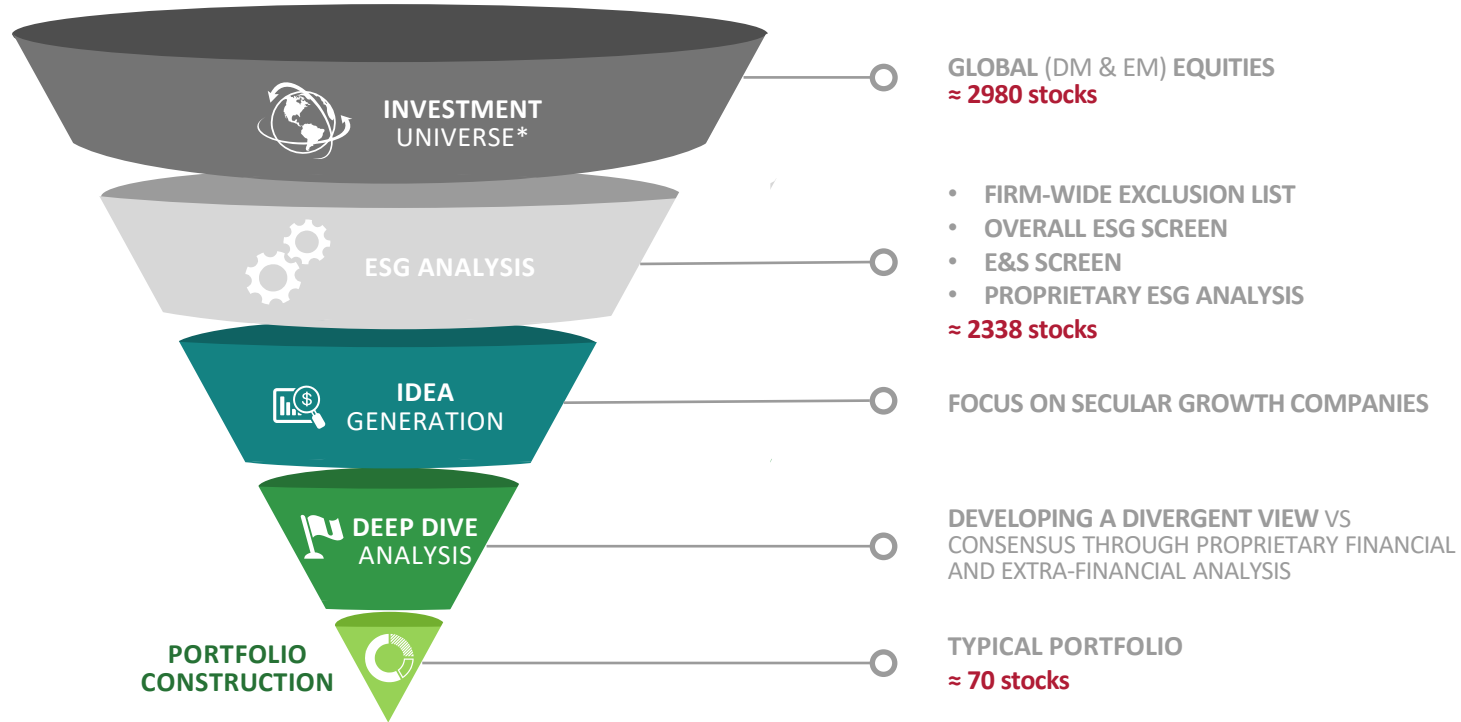 INVESTMENT
UNIVERSE*
GLOBAL (DM & EM) EQUITIES
≈ 2980 stocks
ESG ANALYSIS
• FIRM-WIDE EXCLUSION LIST
• OVERALL ESG SCREEN
• E&S SCREEN
• PROPRIETARY ESG ANALYSIS
≈ 2338 stocks
IDEA
GENERATION
$
FOCUS ON SECULAR GROWTH COMPANIES
DEEP DIVE
ANALYSIS
DEVELOPING A DIVERGENT VIEW VS
CONSENSUS THROUGH PROPRIETARY FINANCIAL
AND EXTRA-FINANCIAL ANALYSIS
PORTFOLIO
CONSTRUCTION
TYPICAL PORTFOLIO
≈ 70 stocks